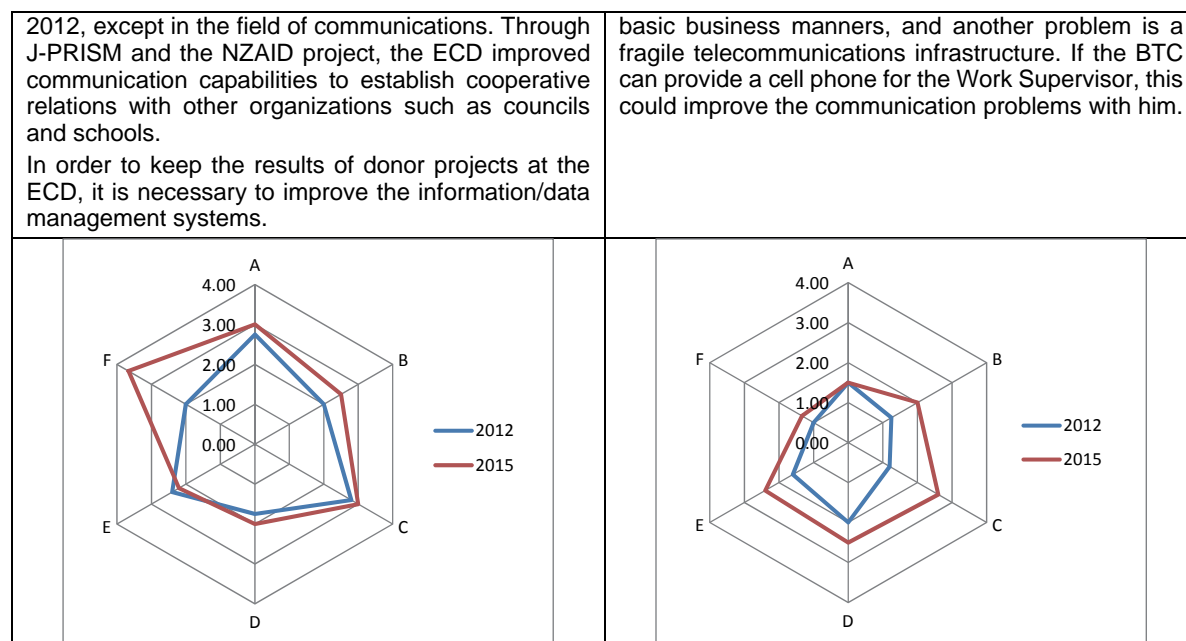 2012, except in the field of communications. Through
J-PRISM and the NZAID project, the ECD improved
communication capabilities to establish cooperative
relations with other organizations such as councils
and schools.
In order to keep the results of donor projects at the
ECD, it is necessary to improve the information/data
management systems.
basic business manners, and another problem is a
fragile telecommunications infrastructure. If the BTC
can provide a cell phone for the Work Supervisor, this
could improve the communication problems with him.
A
4.00
3.00
2.00
1.00
0.00
F
B
E
C
D
2012
2015
A
4.00
3.00
2.00
1.00
0.00
F
B
E
C
D
2012
2015